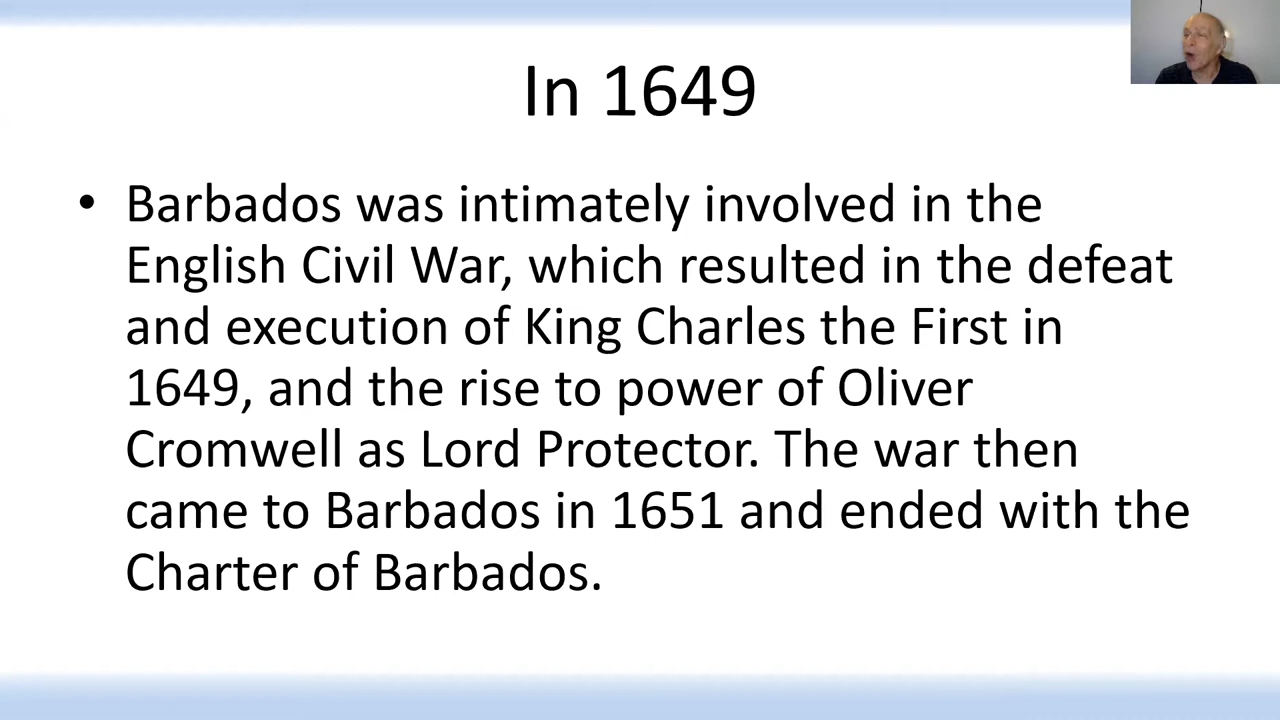 In 1649
• Barbados was intimately involved in the
English Civil War, which resulted in the defeat
and execution of King Charles the First in
1649, and the rise to power of Oliver
Cromwell as Lord Protector. The war then
came to Barbados in 1651 and ended with the
Charter of Barbados.